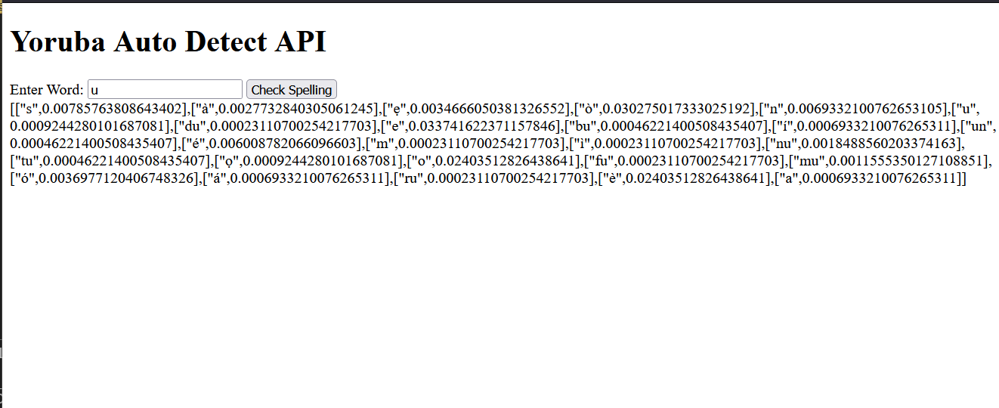 Yoruba Auto Detect API
Enter Word: u Check Spelling
[["s",0.00785763808643402],["à",0.0027732840305061245],["ẹ",0.0034666050381326552],["ò",0.030275017333025192],["n",0.0069332100762653105],["u",
0.0009244280101687081],["du",0.00023110700254217703],["e",0.033741622371157846],["bu",0.00046221400508435407],["í",0.0006933210076265311],["un",
0.00046221400508435407],["é",0.006008782066096603],["m",0.00023110700254217703],["ì",0.00023110700254217703],["nu",0.0018488560203374163],
["tu",0.00046221400508435407],["ọ",0.0009244280101687081],["o",0.02403512826438641],["fu",0.00023110700254217703],["mu",0.0011555350127108851],
["ó",0.0036977120406748326],["á",0.0006933210076265311],["ru",0.00023110700254217703],["è",0.02403512826438641],["a",0.0006933210076265311]]